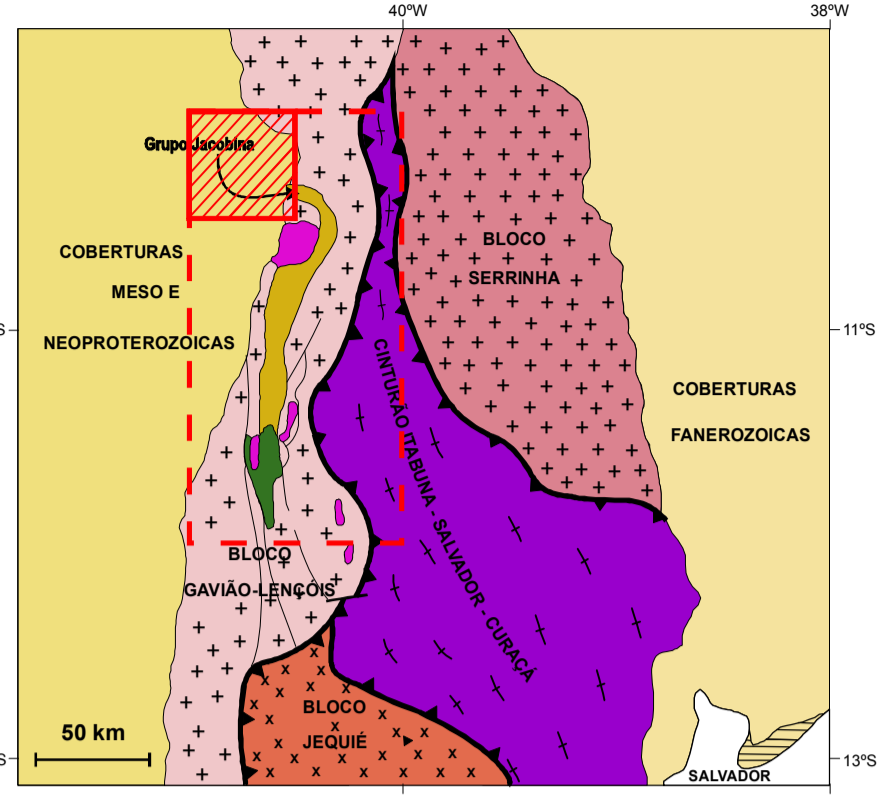 40ºW
38ºW
Grupo Jacobina
COBERTURAS
MESO E
NEOPROTEROZOICAS
BLOCO
SERRINHA
S
11ºS
CINTURÃO ITABUNA - SALVADOR - CURAÇÁ
COBERTURAS
FANEROZOICAS
BLOCO
GAVIÃO-LENÇÓIS
BLOCO
JEQUIÉ
50 km
S
13ºS
SALVADOR